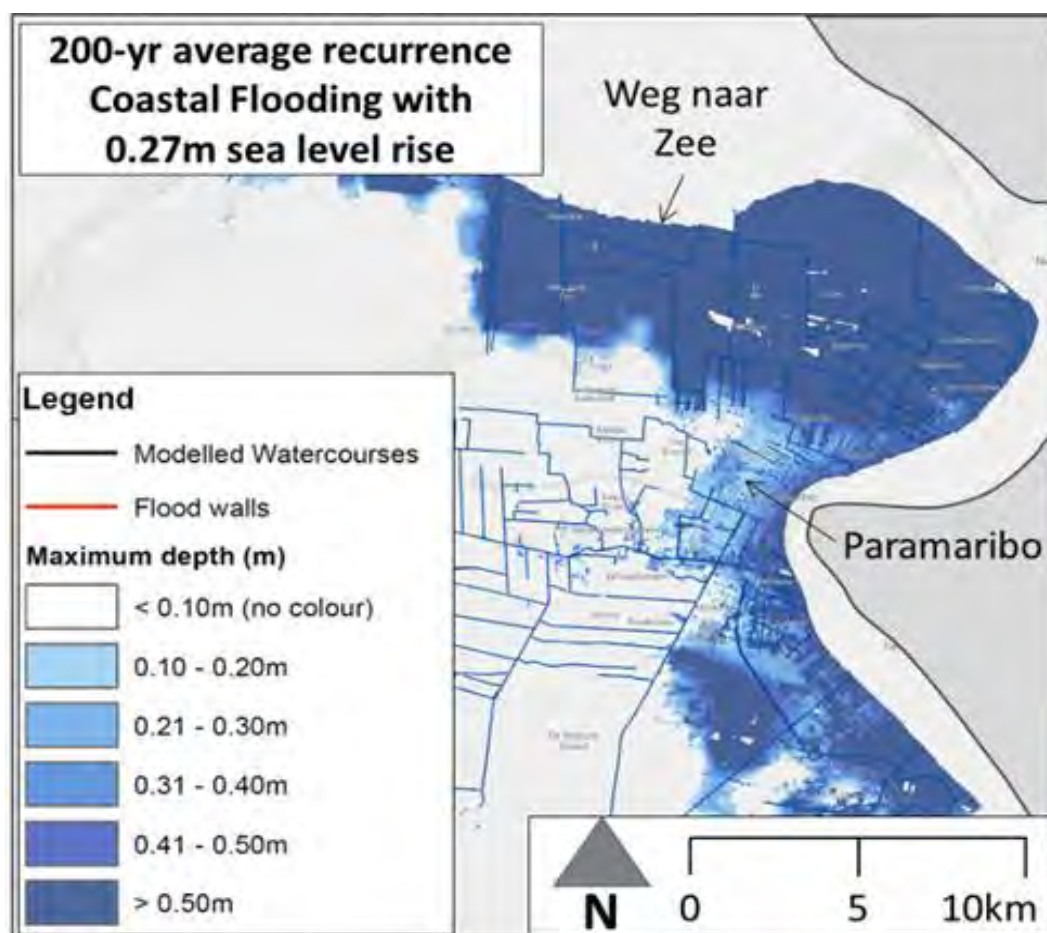 200-yr average recurrence
Coastal Flooding with
0.27m sea level rise
Weg naar
Zee
Paramaribo
Legend
Modelled Watercourses
Flood walls
Maximum depth (m)
< 0.10m (no colour)
0.10 - 0.20m
0.21 - 0.30m
0.31 - 0.40m
0.41 - 0.50m
> 0.50m
N
0 5 10km